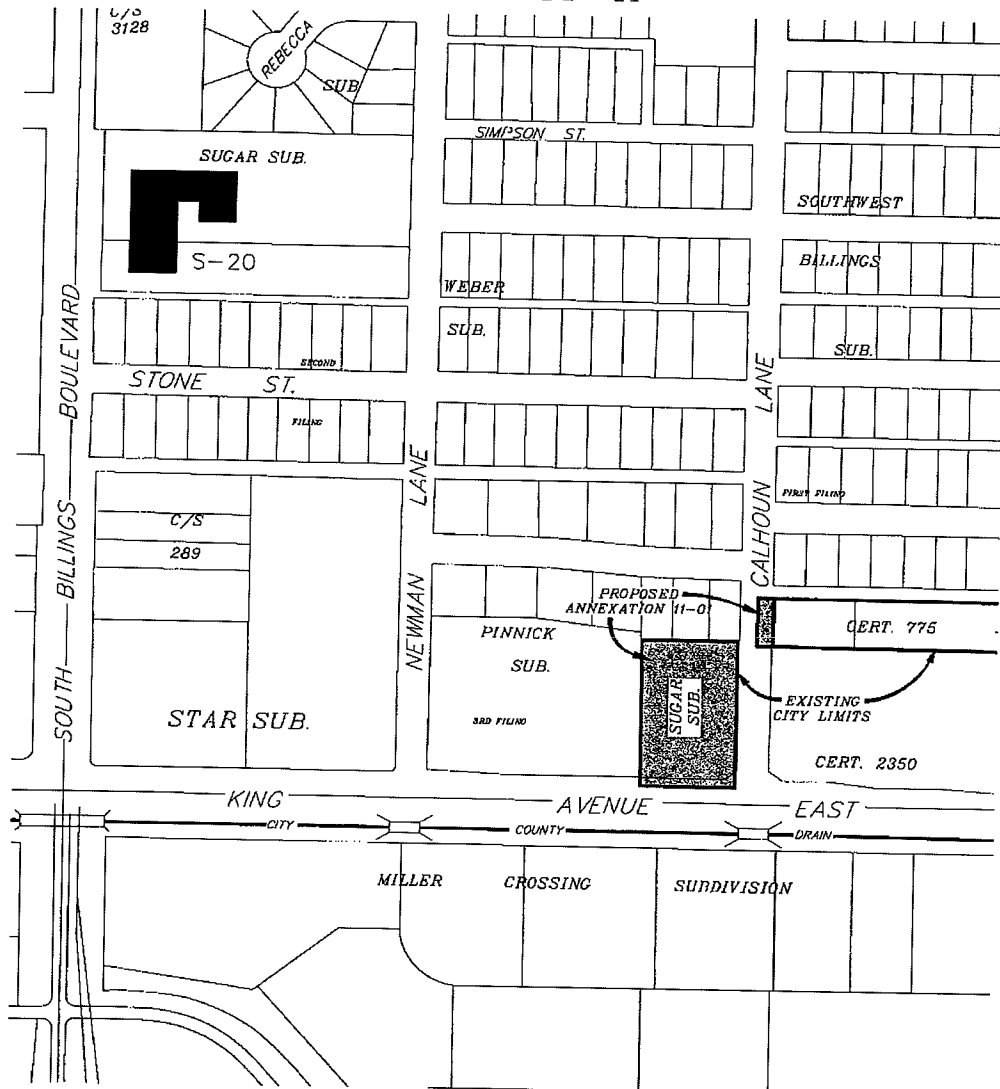 C/S
3128
REBECCA
SUB
SUGAR SUB.
S-20
SIMPSON ST.
SOUTHWEST
BILLINGS
SUB.
FIRST FILING
WEBER
SUB.
SECOND
FILING
STONE ST.
SOUTH BILLINGS BOULEVARD
NEWMAN LANE
CALHOUN LANE
C/S
289
STAR SUB.
PINNICK
SUB.
3RD FILING
PROPOSED
ANNEXATION 11-0
SUGAR
SUB.
CERT. 775
EXISTING
CITY LIMITS
CERT. 2350
KING AVENUE EAST
CITY COUNTY DRAIN
MILLER CROSSING SUBDIVISION